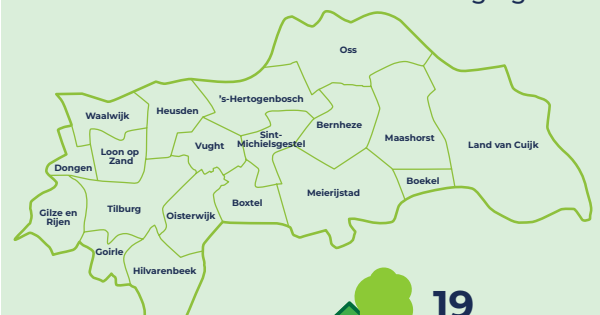 Oss
's-Hertogenbosch
Waalwijk
Heusden
Bernheze
Sint-
Michielsgestel
Maashorst
Land van Cuijk
Vught
Loon op
Zand
Dongen
Boekel
Meierijstad
Boxtel
Tilburg
Oisterwijk
Gilze en
Rijen
Goirle
Hilvarenbeek
19